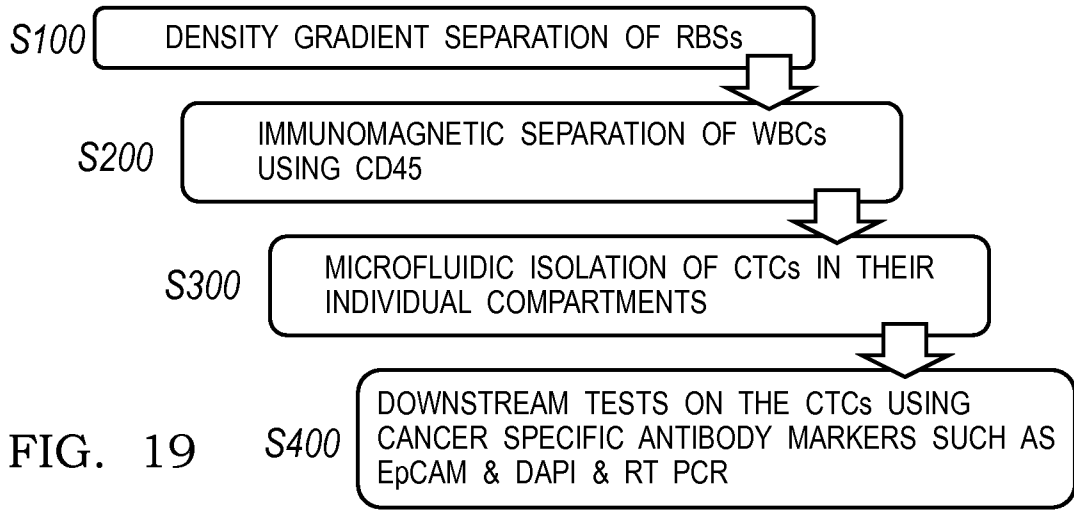 S100
DENSITY GRADIENT SEPARATION OF RBSs
S200
IMMUNOMAGNETIC SEPARATION OF WBCs
USING CD45
S300
MICROFLUIDIC ISOLATION OF CTCs IN THEIR
INDIVIDUAL COMPARTMENTS
S400
DOWNSTREAM TESTS ON THE CTCs USING
CANCER SPECIFIC ANTIBODY MARKERS SUCH AS
EpCAM & DAPI & RT PCR
FIG. 19